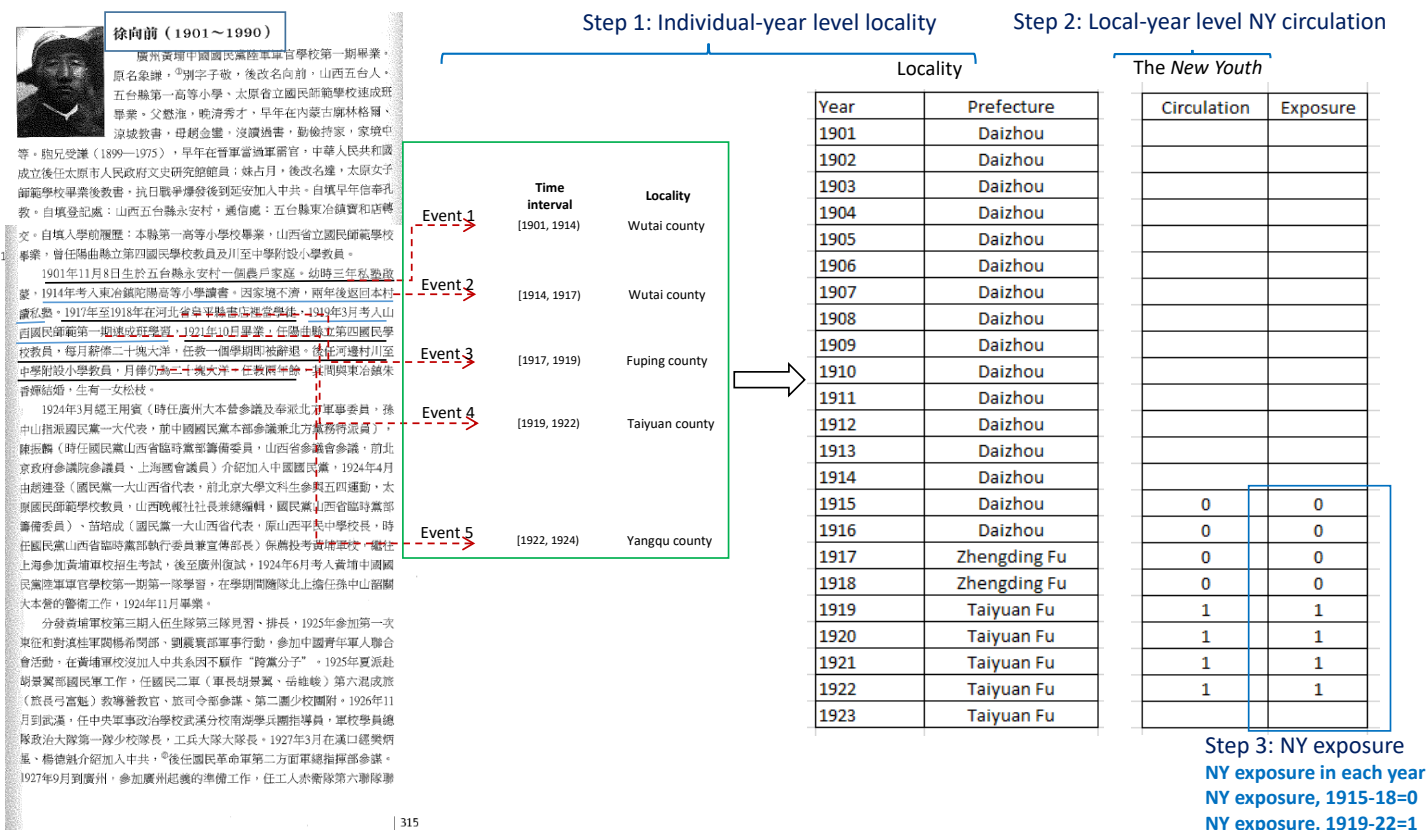 Step 1: Individual-year level locality
Step 2: Local-year level NY circulation
徐向前(1901～1990)
廣州黃埔中國國民黨陸軍軍官學校第一期畢業。
原名象謙，①別字子敬，後改名向前，山西五台人。
五台縣第一高等小學、太原省立國民師範學校速成班
畢業。父懋淮，晚清秀才，早年在內蒙古廓林格爾、
涼城教書，母趙金鑾，沒讀過書，勤儉持家，家境中
等。胞兄受謙（1899—1975），早年在晉軍當過軍需官，中華人民共和國
成立後任太原市人民政府文史研究館館員；妹占月，後改名達，太原女子
師範學校畢業後教書，抗日戰爭爆發後到延安加入中共。自填早年信奉孔
教。自填登記處：山西五台縣永安村，通信處：五台縣東冶鎮寶和店轉
交。自填入學前履歷：本縣第一高等小學校畢業，山西省立國民師範學校
畢業，曾任陽曲縣立第四國民學校教員及川至中學附設小學教員。
1901年11月8日生於五台縣永安村一個農戶家庭。幼時三年私塾啟
蒙，1914年考入東冶鎮陀陽高等小學讀書。因家境不濟，兩年後返回本村
讀私塾。1917年至1918年在河北省阜平縣書店裡當學徒，1919年3月考入山
西國民師範第一期速成班學習，1921年10月畢業，任陽曲縣立第四國民學
校教員，每月薪俸二十塊大洋，任教一個學期即被辭退。後任河邊村川至
中學附設小學教員，月俸仍為二十塊大洋，任教兩年餘。其間與東冶鎮朱
香嬋結婚，生有一女松枝。
1924年3月經王用賓（時任廣州大本營參議及奉派北方軍事委員，孫
中山指派國民黨一大代表，前中國國民黨本部參議兼北方黨務特派員），
陳振麟（時任國民黨山西省臨時黨部籌備委員，山西省參議會參議，前北
京政府參議院參議員、上海國會議員）介紹加入中國國民黨，1924年4月
由趙連登（國民黨一大山西省代表，前北京大學文科生參與五四運動，太
原國民師範學校教員，山西晚報社社長兼總編輯，國民黨山西省臨時黨部
籌備委員）、苗培成（國民黨一大山西省代表，原山西平民中學校長，時
任國民黨山西省臨時黨部執行委員兼宣傳部長）保薦投考黃埔軍校，繼往
上海參加黃埔軍校招生考試，後至廣州復試，1924年6月考入黃埔中國國
民黨陸軍軍官學校第一期第一隊學習，在學期間隨隊北上擔任孫中山韶關
大本營的警衛工作，1924年11月畢業。
分發黃埔軍校第三期入伍生隊第三隊見習、排長，1925年參加第一次
東征和對滇桂軍閥楊希閔部、劉震寰部軍事行動，參加中國青年軍人聯合
會活動，在黃埔軍校沒加入中共系因不願作“跨黨分子”。1925年夏派赴
胡景翼部國民軍工作，任國民二軍（軍長胡景翼、岳維峻）第六混成旅
（旅長弓富魁）教導營教官、旅司令部參謀、第二團少校團附。1926年11
月到武漢，任中央軍事政治學校武漢分校南湖學兵團指導員，軍校學員總
隊政治大隊第一隊少校隊長，工兵大隊大隊長。1927年3月在漢口經樊炳
星、楊德魁介紹加入中共，②後任國民革命軍第二方面軍總指揮部參謀。
1927年9月到廣州，參加廣州起義的準備工作，任工人赤衛隊第六聯隊聯
315
Time interval Locality
Event 1 [1901, 1914) Wutai county
Event 2 [1914, 1917) Wutai county
Event 3 [1917, 1919) Fuping county
Event 4 [1919, 1922) Taiyuan county
Event 5 [1922, 1924) Yangqu county
Locality The New Youth
Year Prefecture Circulation Exposure
1901 Daizhou
1902 Daizhou
1903 Daizhou
1904 Daizhou
1905 Daizhou
1906 Daizhou
1907 Daizhou
1908 Daizhou
1909 Daizhou
1910 Daizhou
1911 Daizhou
1912 Daizhou
1913 Daizhou
1914 Daizhou
1915 Daizhou 0 0
1916 Daizhou 0 0
1917 Zhengding Fu 0 0
1918 Zhengding Fu 0 0
1919 Taiyuan Fu 1 1
1920 Taiyuan Fu 1 1
1921 Taiyuan Fu 1 1
1922 Taiyuan Fu 1 1
1923 Taiyuan Fu
Step 3: NY exposure
NY exposure in each year
NY exposure, 1915-18=0
NY exposure, 1919-22=1